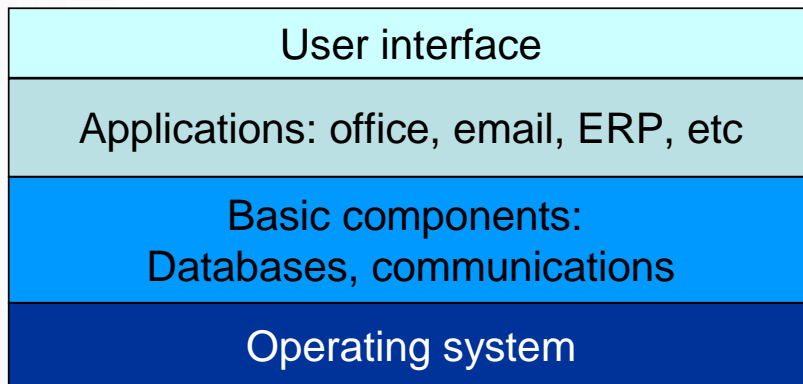 User interface
Applications: office, email, ERP, etc
Basic components:
Databases, communications
Operating system